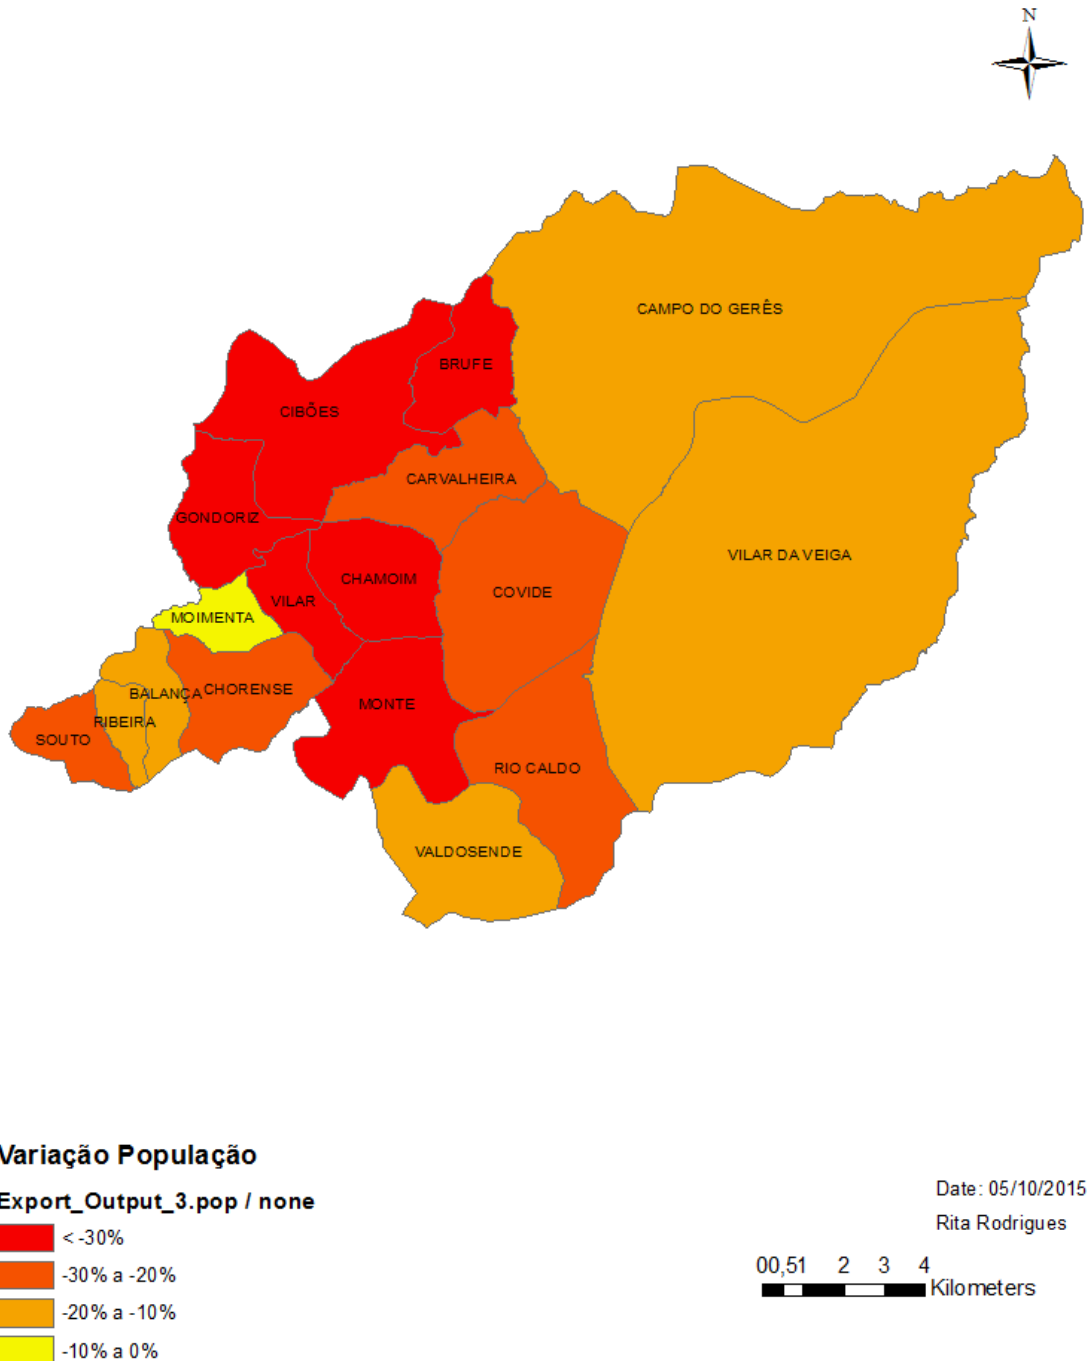 N
CAMPO DO GERÊS
BRUFE
CIBÕES
CARVALHEIRA
GONDORIZ
VILAR DA VEIGA
CHAMOIM
COVIDE
VILAR
MOIMENTA
BALANÇA
CHORENSE
MONTE
RIBEIRA
SOUTO
RIO CALDO
VALDOSENDE
Variação População
Export_Output_3.pop / none
< -30%
-30% a -20%
-20% a -10%
-10% a 0%
Date: 05/10/2015
Rita Rodrigues
00,51 2 3 4
Kilometers